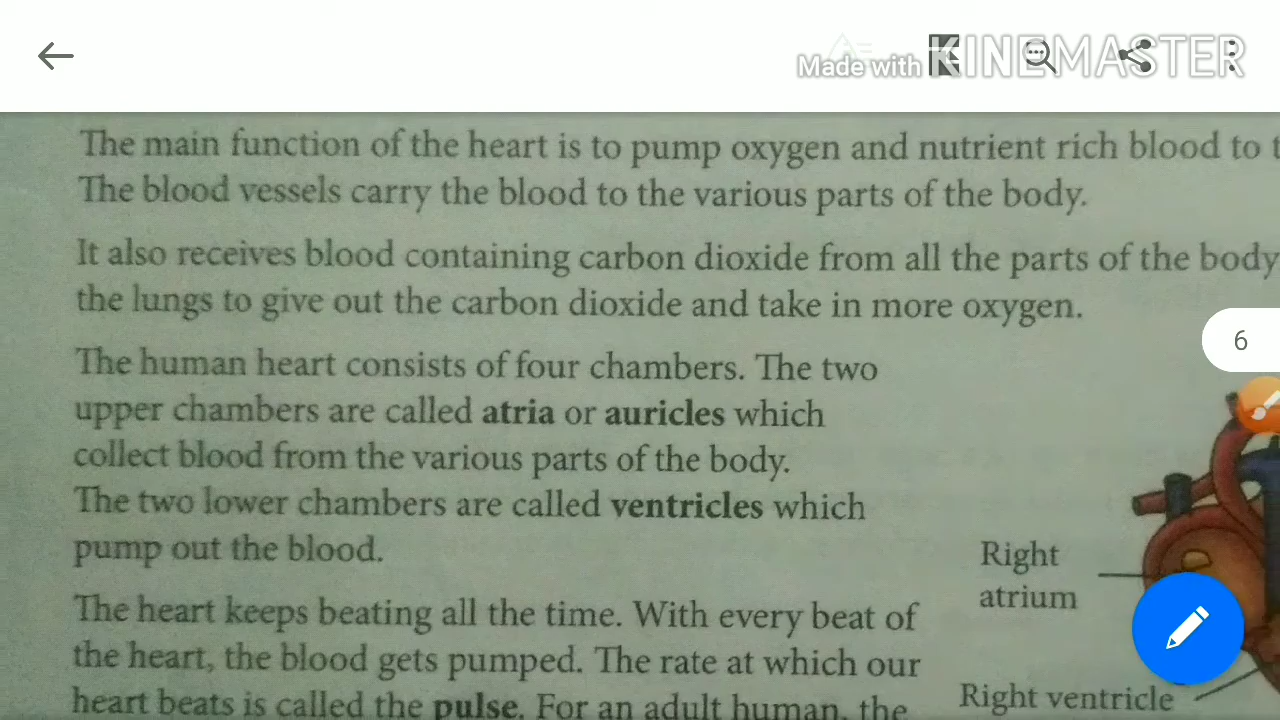 Made with KINEMASTER
The main function of the heart is to pump oxygen and nutrient rich blood to
The blood vessels carry the blood to the various parts of the body.
It also receives blood containing carbon dioxide from all the parts of the body
the lungs to give out the carbon dioxide and take in more oxygen.
6
The human heart consists of four chambers. The two
upper chambers are called atria or auricles which
collect blood from the various parts of the body.
The two lower chambers are called ventricles which
pump out the blood.
Right
atrium
The heart keeps beating all the time. With every beat of
the heart, the blood gets pumped. The rate at which our
Right ventricle
heart beats is called the pulse. For an adult human, the